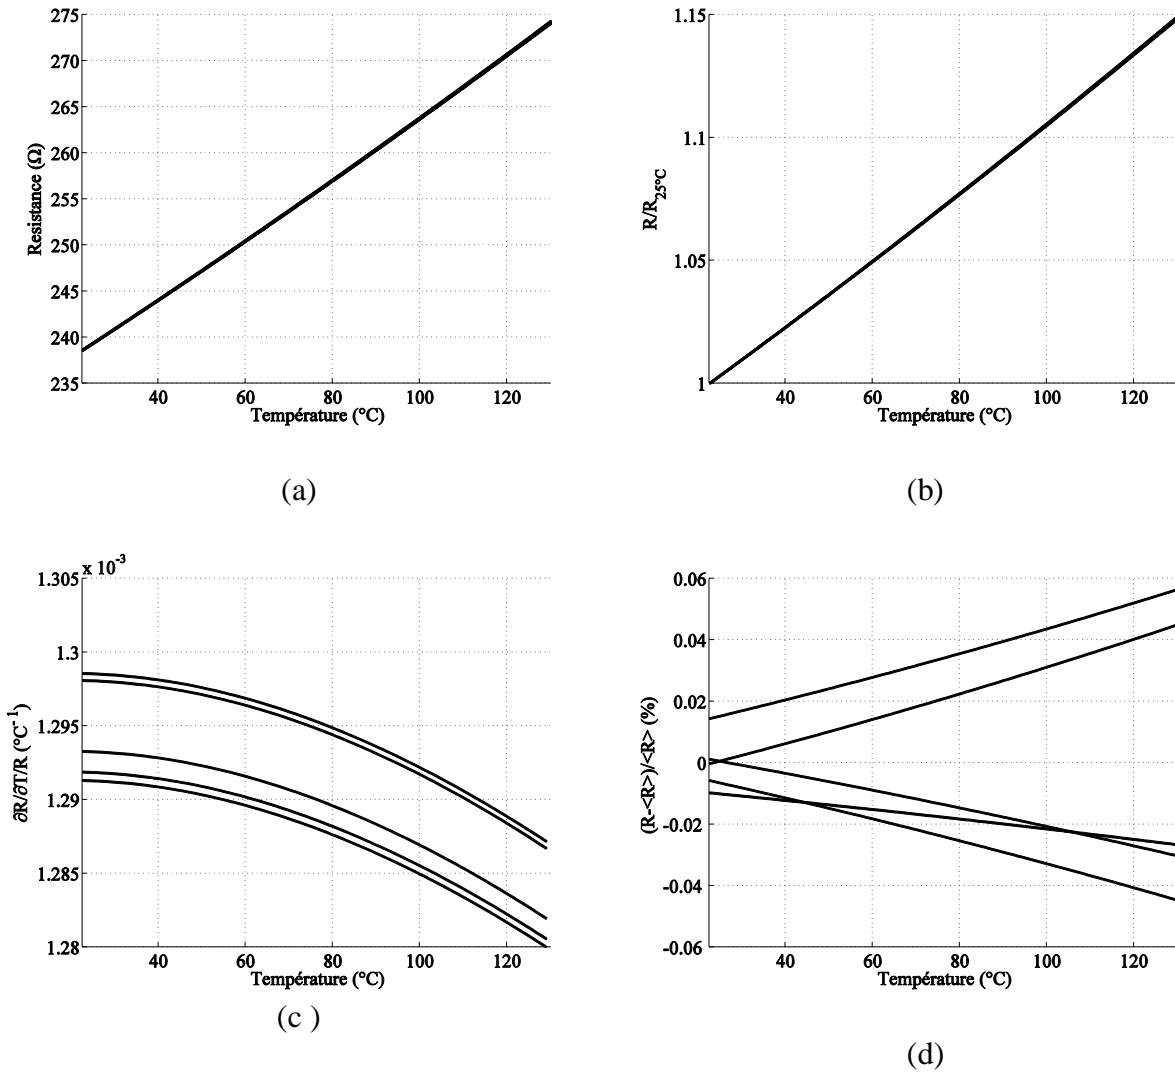 275
270
265
260
255
250
245
240
235
Resistance (Ω)
40 60 80 100 120
Température (°C)
(a)
1.15
1.1
1.05
1
R/R25°C
40 60 80 100 120
Température (°C)
(b)
x 10-3
1.305
1.3
1.295
1.29
1.285
1.28
∂R/∂T/R (°C-1)
40 60 80 100 120
Température (°C)
(c )
0.06
0.04
0.02
0
-0.02
-0.04
-0.06
(R-<R>)/<R> (%)
40 60 80 100 120
Température (°C)
(d)